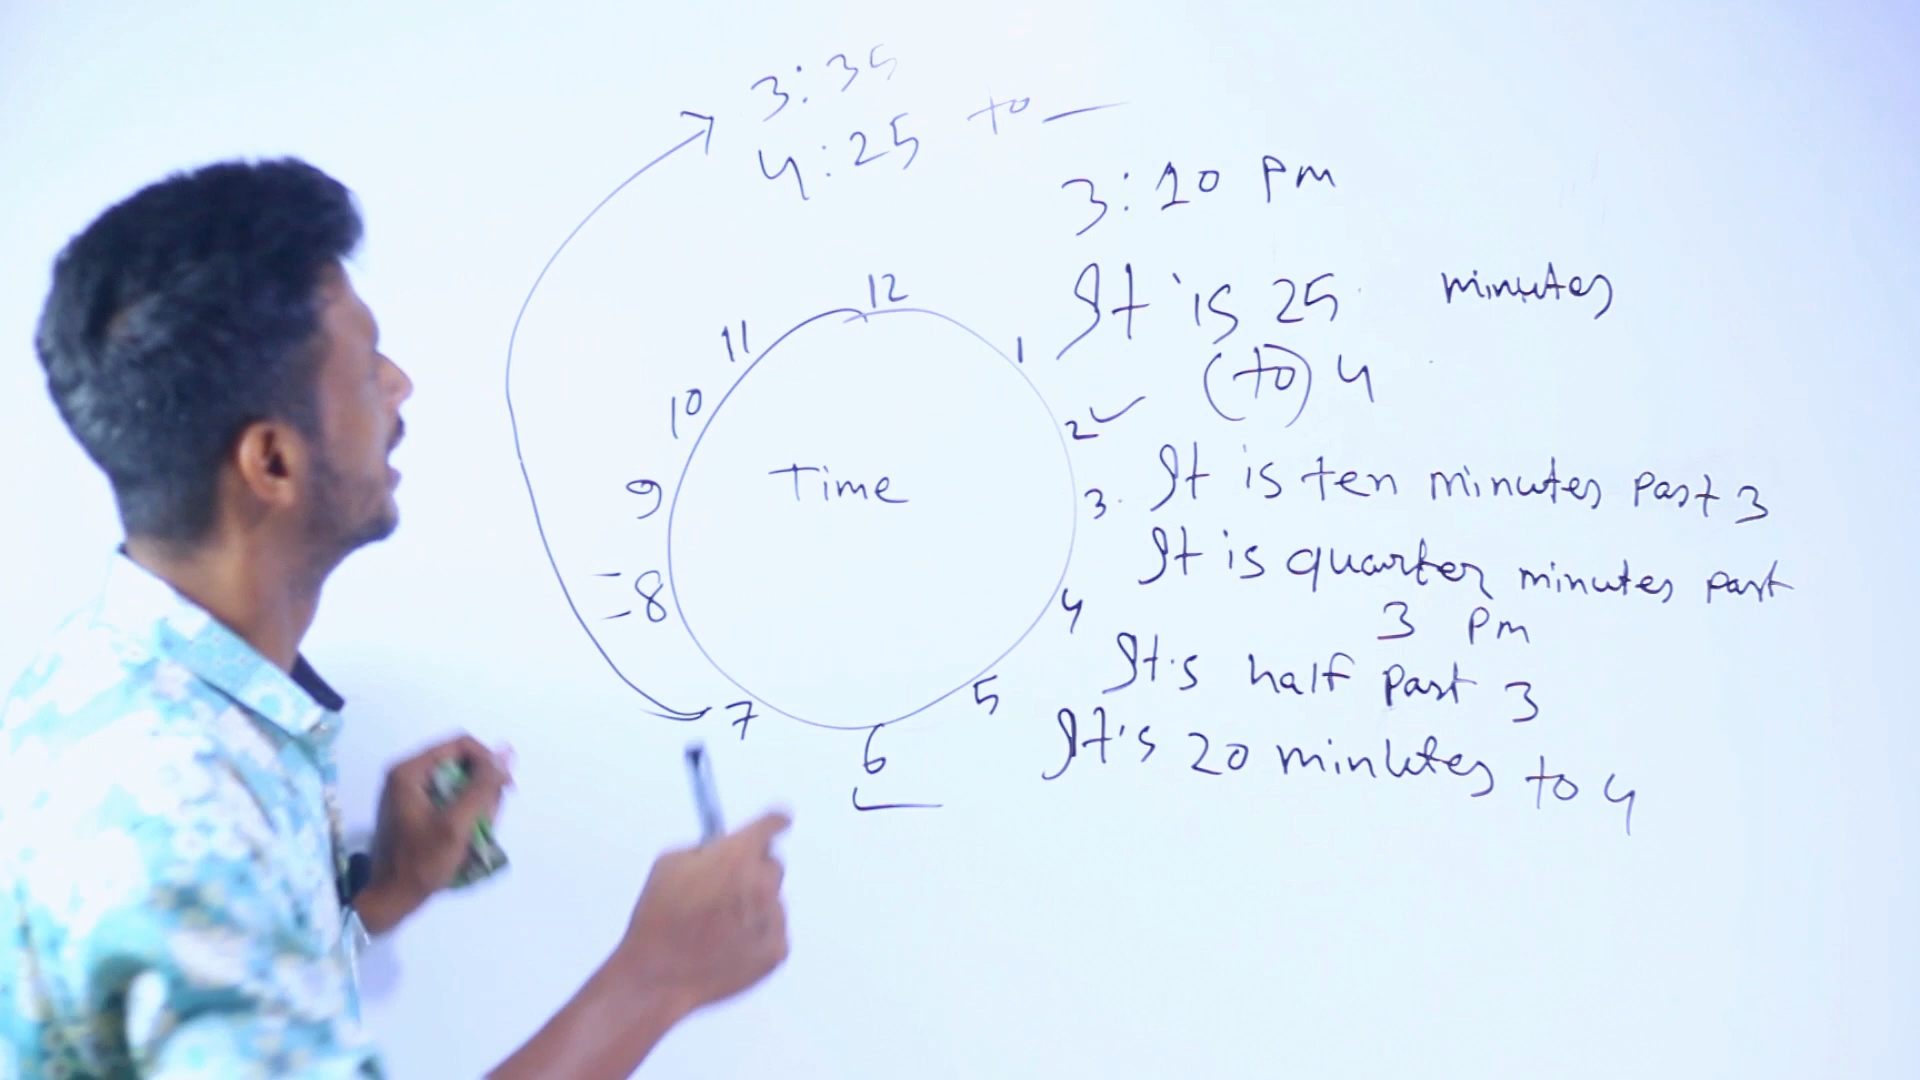 3:35
4:25 to
3:10 pm
It is 25 minutes
(to) 4
12
11
1
10
2
Time
9
3
8
4
7
5
6
It is ten minutes past 3
It is quarter minutes past
3 Pm
It's half past 3
It's 20 minutes to 4